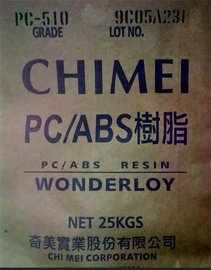 PC-510 9C05A231
GRADE LOT NO.
CHIMEI
PC/ABS樹脂
PC/ABS RESIN
WONDERLOY
NET 25KGS
奇美實業股份有限公司
CHI MEI CORPORATION